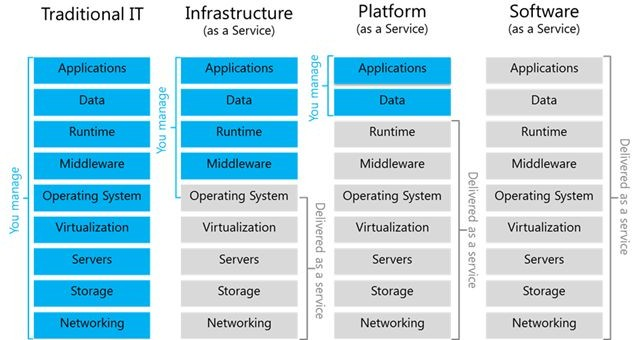 Traditional IT
Infrastructure
(as a Service)
Platform
(as a Service)
Software
(as a Service)
You manage
Applications
Data
Runtime
Middleware
Operating System
Virtualization
Servers
Storage
Networking
You manage
Applications
Data
Runtime
Middleware
Operating System
Virtualization
Servers
Storage
Networking
Delivered as a service
You manage
Applications
Data
Runtime
Middleware
Operating System
Virtualization
Servers
Storage
Networking
Delivered as a service
Applications
Data
Runtime
Middleware
Operating System
Virtualization
Servers
Storage
Networking
Delivered as a service